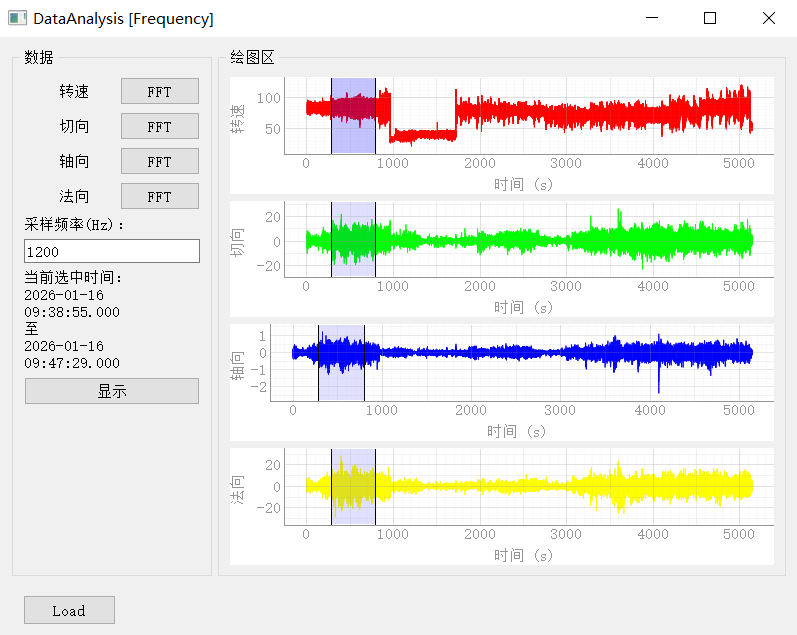 DataAnalysis [Frequency]
数据
转速 FFT
切向 FFT
轴向 FFT
法向 FFT
采样频率(Hz):
1200
当前选中时间:
2026-01-16
09:38:55.000
至
2026-01-16
09:47:29.000
显示
Load
绘图区
转速
100
50
0 1000 2000 3000 4000 5000
时间 (s)
切向
20
0
-20
0 1000 2000 3000 4000 5000
时间 (s)
轴向
1
0
-1
-2
0 1000 2000 3000 4000 5000
时间 (s)
法向
20
0
-20
0 1000 2000 3000 4000 5000
时间 (s)